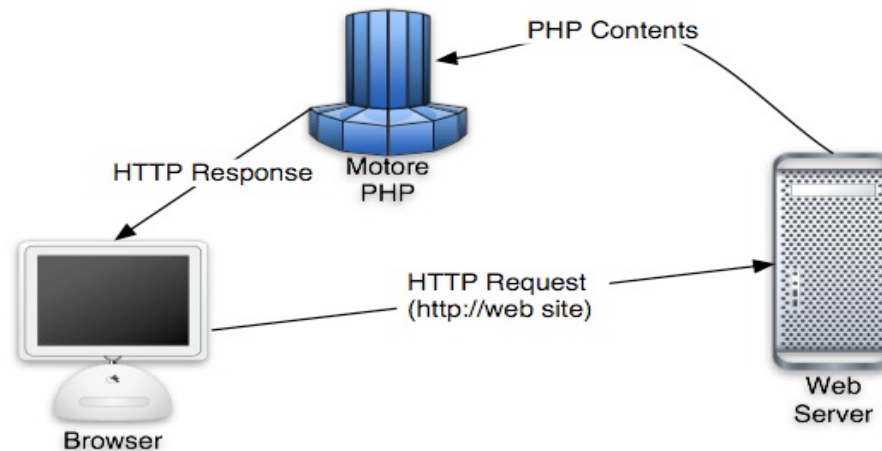 PHP Contents
Motore
PHP
HTTP Response
HTTP Request
(http://web site)
Web
Server
Browser